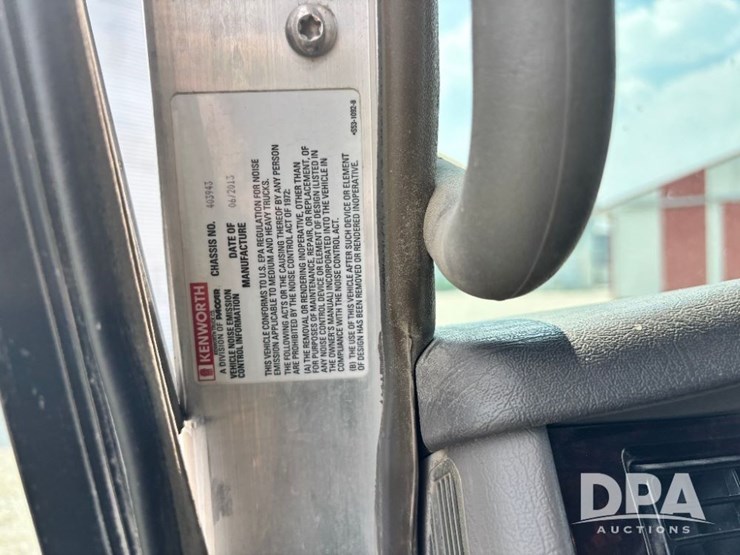 KENWORTH
A DIVISION OF PACCAR
VEHICLE NOISE EMISSION
CONTROL INFORMATION
CHASSIS NO. 403943
DATE OF 06/2013
MANUFACTURE
THIS VEHICLE CONFORMS TO U.S. EPA REGULATION FOR NOISE
EMISSION APPLICABLE TO MEDIUM AND HEAVY TRUCKS.
THE FOLLOWING ACTS OR THE CAUSING THEREOF BY ANY PERSON
ARE PROHIBITED BY THE NOISE CONTROL ACT OF 1972:
(A) THE REMOVAL OR RENDERING INOPERATIVE, OTHER THAN
FOR PURPOSES OF MAINTENANCE, REPAIR, OR REPLACEMENT, OF
ANY NOISE CONTROL DEVICE OR ELEMENT OF DESIGN (LISTED IN
THE OWNER'S MANUAL) INCORPORATED INTO THE VEHICLE IN
COMPLIANCE WITH THE NOISE CONTROL ACT.
(B) THE USE OF THIS VEHICLE AFTER SUCH DEVICE OR ELEMENT
OF DESIGN HAS BEEN REMOVED OR RENDERED INOPERATIVE.
DPA
AUCTIONS